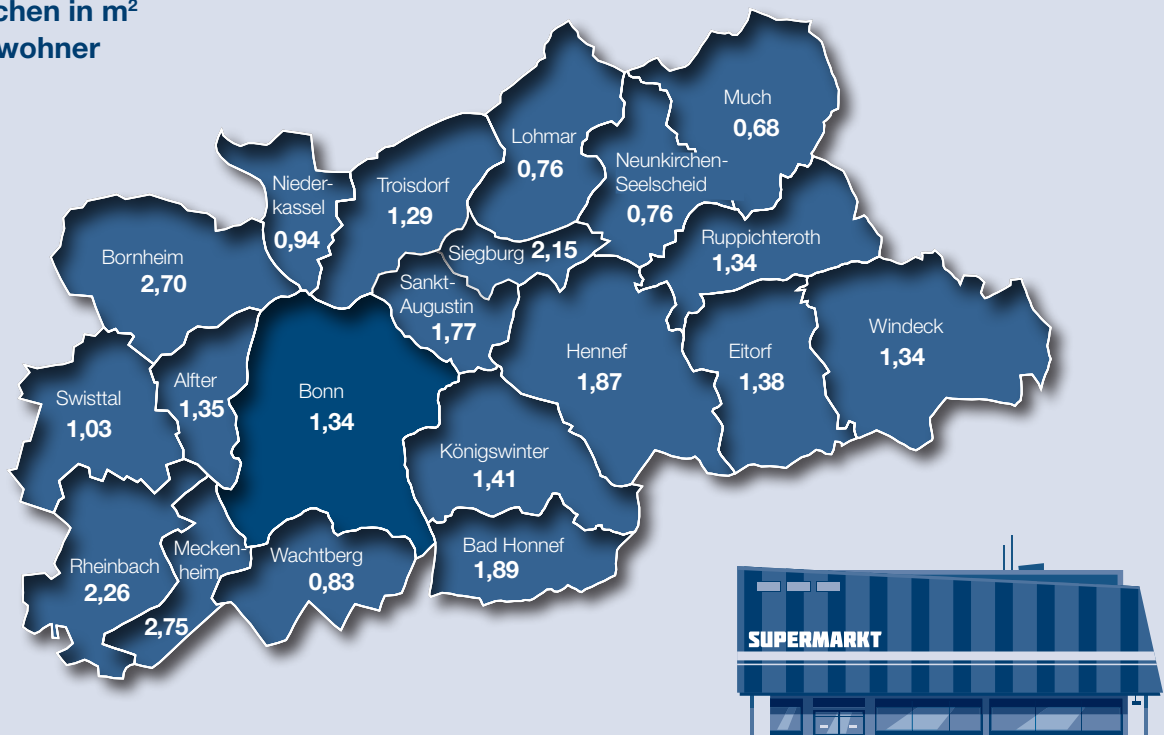 chen in m²
wohner
Much
0,68
Lohmar
0,76
Neunkirchen-
Seelscheid
0,76
Nieder-
kassel
0,94
Troisdorf
1,29
Siegburg 2,15
Ruppichteroth
1,34
Bornheim
2,70
Sankt-
Augustin
1,77
Windeck
1,34
Hennef
1,87
Eitorf
1,38
Swisttal
1,03
Alfter
1,35
Bonn
1,34
Königswinter
1,41
Rheinbach
2,26
Mecken-
heim
2,75
Wachtberg
0,83
Bad Honnef
1,89
SUPERMARKT